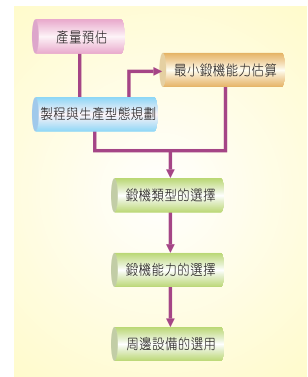 產量預估
最小鍛機能力估算
製程與生產型態規劃
鍛機類型的選擇
鍛機能力的選擇
周邊設備的選用